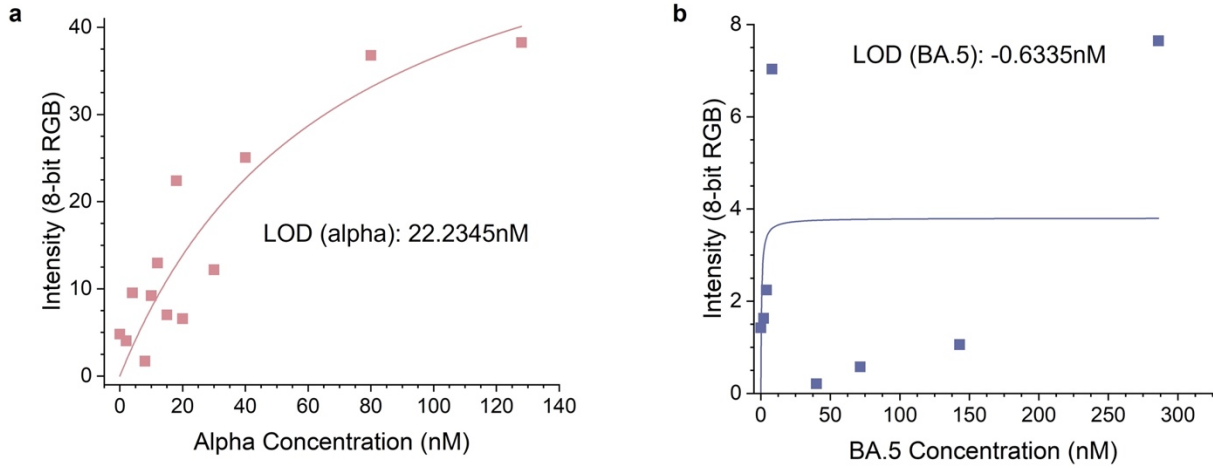 a
40
30
20
10
0
Intensity (8-bit RGB)
LOD (alpha): 22.2345nM
0 20 40 60 80 100 120 140
Alpha Concentration (nM)
b
8
6
4
2
0
Intensity (8-bit RGB)
LOD (BA.5): -0.6335nM
0 50 100 150 200 250 300
BA.5 Concentration (nM)